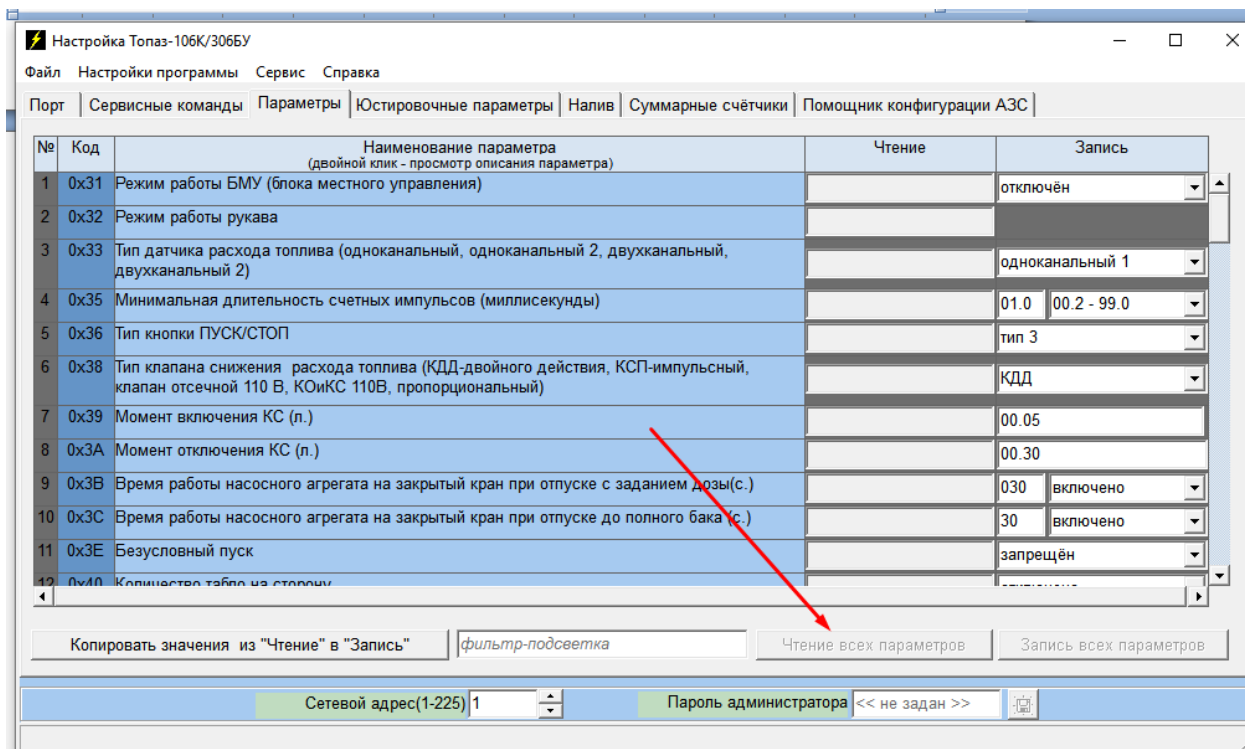 Настройка Топаз-106К/306БУ
Файл Настройки программы Сервис Справка
Порт Сервисные команды Параметры Юстировочные параметры Налив Суммарные счётчики Помощник конфигурации АЗС
№ Код Наименование параметра Чтение Запись
(двойной клик - просмотр описания параметра)
1 0x31 Режим работы БМУ (блока местного управления) отключён
2 0x32 Режим работы рукава
3 0x33 Тип датчика расхода топлива (одноканальный, одноканальный 2, двухканальный,
двухканальный 2) одноканальный 1
4 0x35 Минимальная длительность счетных импульсов (миллисекунды) 01.0 00.2 - 99.0
5 0x36 Тип кнопки ПУСК/СТОП тип 3
6 0x38 Тип клапана снижения расхода топлива (КДД-двойного действия, КСП-импульсный,
клапан отсечной 110 В, КОиКС 110В, пропорциональный) КДД
7 0x39 Момент включения КС (л.) 00.05
8 0x3A Момент отключения КС (л.) 00.30
9 0x3B Время работы насосного агрегата на закрытый кран при отпуске с заданием дозы(с.) 030 включено
10 0x3C Время работы насосного агрегата на закрытый кран при отпуске до полного бака (с.) 30 включено
11 0x3E Безусловный пуск запрещён
12 0x40 Количество табло на сторону
Копировать значения из "Чтение" в "Запись" фильтр-подсветка Чтение всех параметров Запись всех параметров
Сетевой адрес(1-225) 1 Пароль администратора << не задан >>